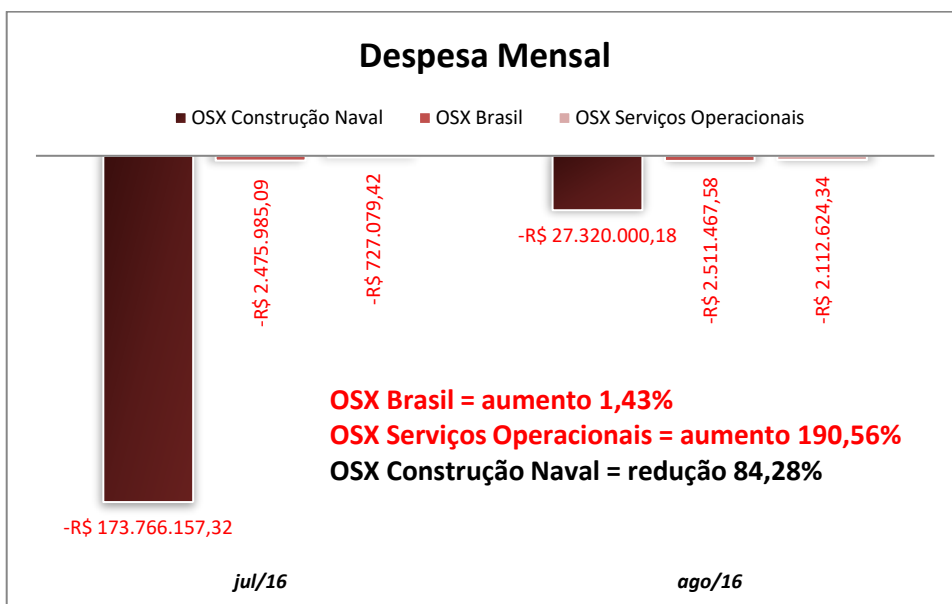 Despesa Mensal
OSX Construção Naval OSX Brasil OSX Serviços Operacionais
-R$ 173.766.157,32
-R$ 2.475.985,09
-R$ 727.079,42
-R$ 27.320.000,18
-R$ 2.511.467,58
-R$ 2.112.624,34
OSX Brasil = aumento 1,43%
OSX Serviços Operacionais = aumento 190,56%
OSX Construção Naval = redução 84,28%
jul/16 ago/16